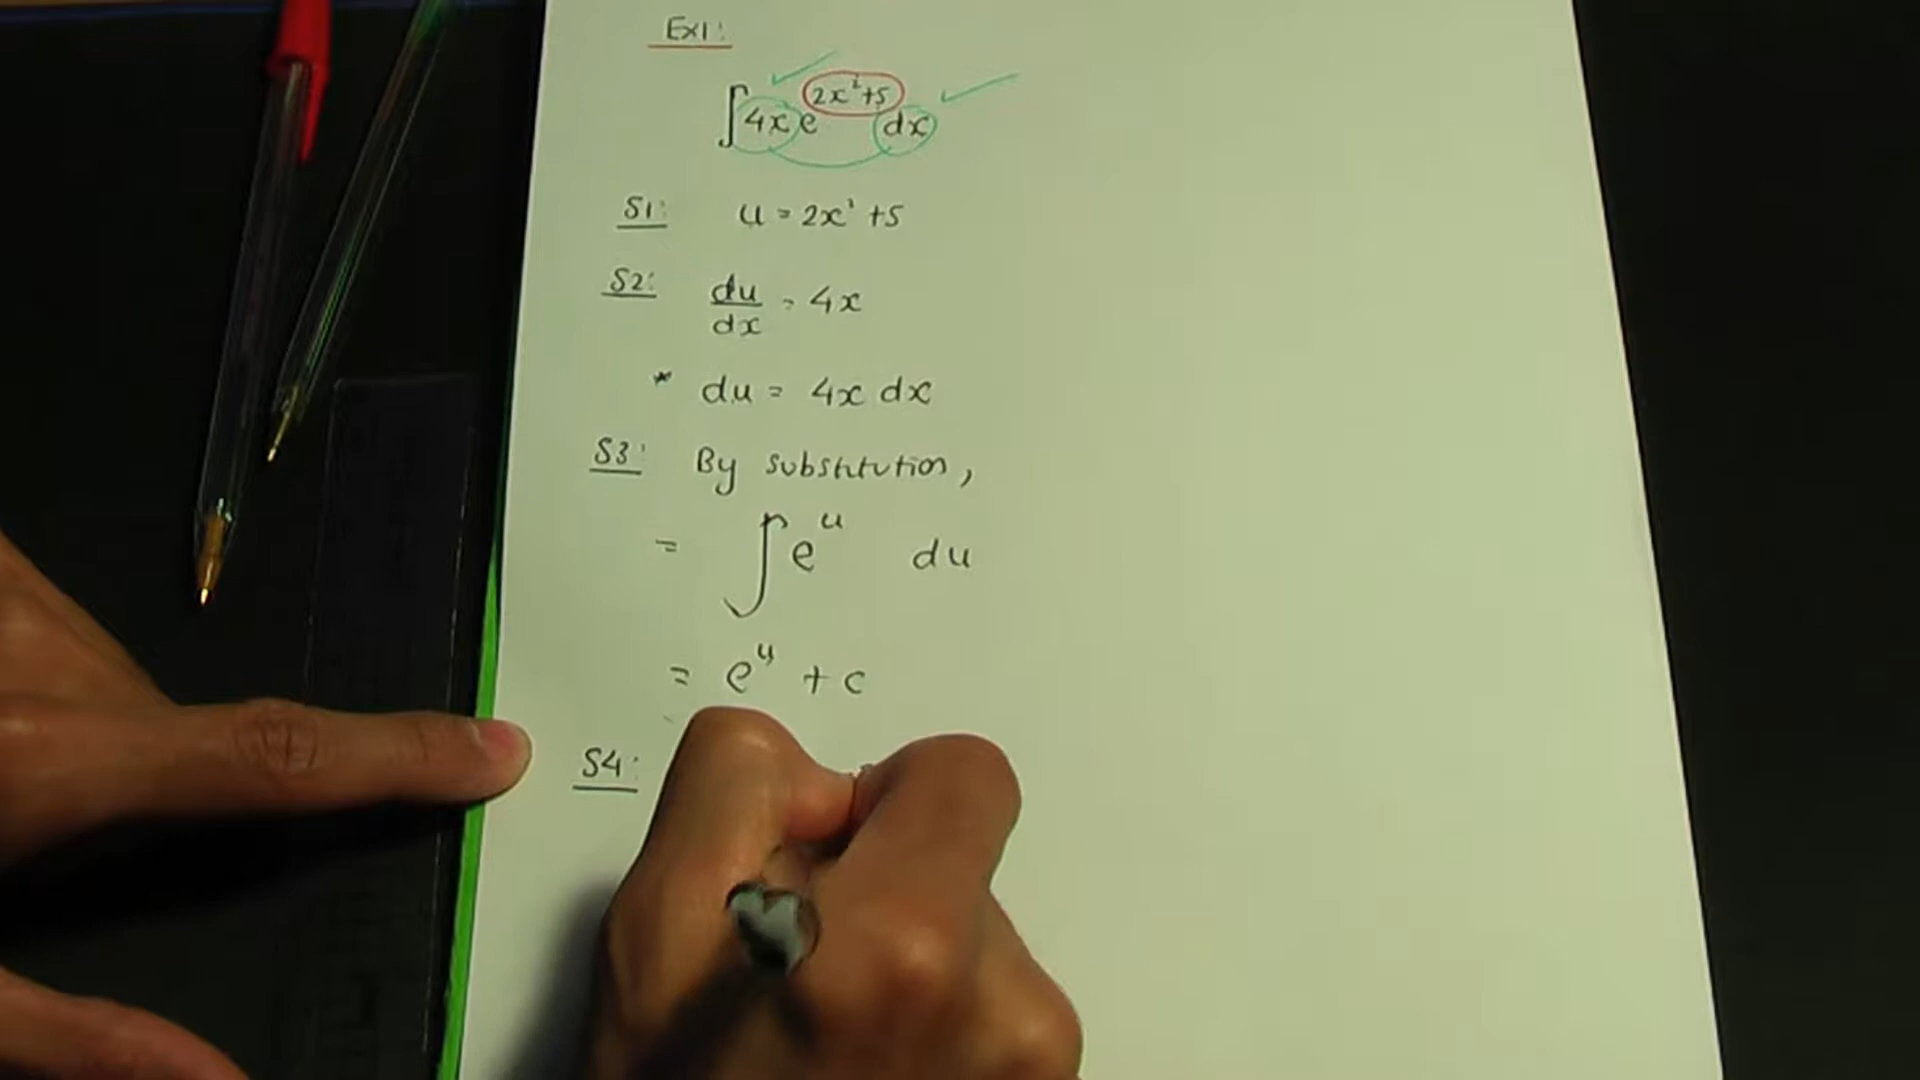 Ex1:
∫4xe^(2x²+5) dx
S1: u = 2x² +5
S2: du/dx = 4x
* du = 4x dx
S3: By substitution,
= ∫e^u du
= e^u + c
S4: